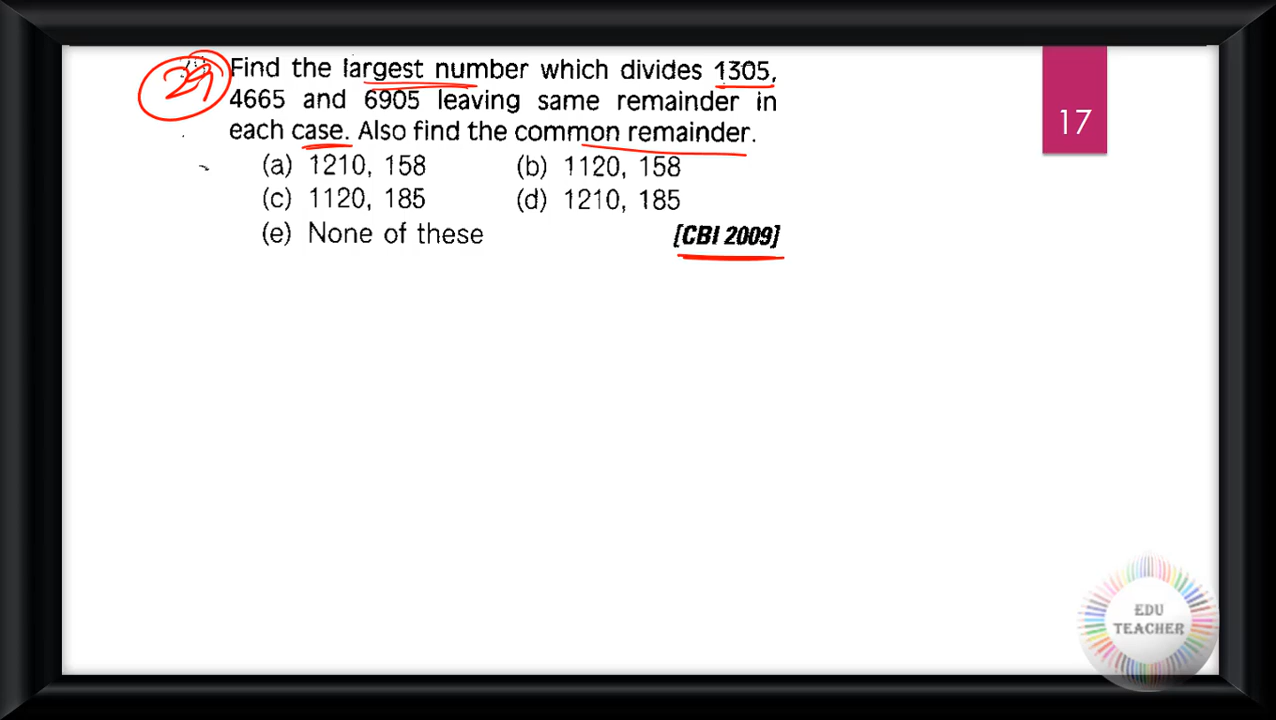 29
Find the largest number which divides 1305,
4665 and 6905 leaving same remainder in
each case. Also find the common remainder.
(a) 1210, 158 (b) 1120, 158
(c) 1120, 185 (d) 1210, 185
(e) None of these [CBI 2009]
17
EDU
TEACHER